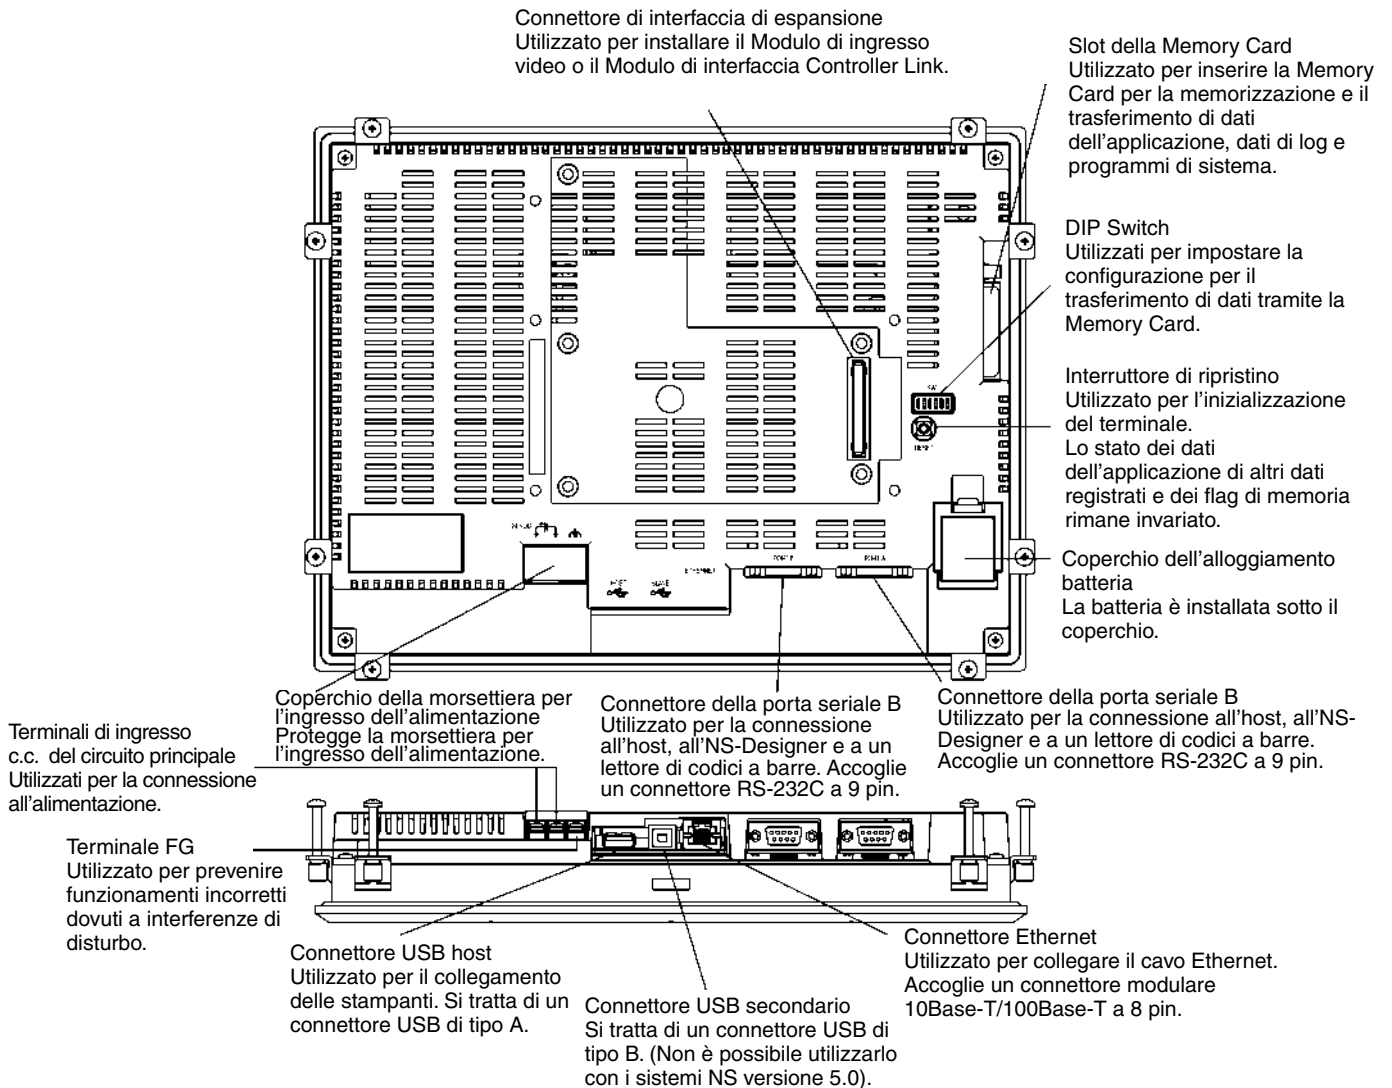 Connettore di interfaccia di espansione
Utilizzato per installare il Modulo di ingresso
video o il Modulo di interfaccia Controller Link.
Slot della Memory Card
Utilizzato per inserire la Memory
Card per la memorizzazione e il
trasferimento di dati
dell'applicazione, dati di log e
programmi di sistema.
DIP Switch
Utilizzati per impostare la
configurazione per il
trasferimento di dati tramite la
Memory Card.
Interruttore di ripristino
Utilizzato per l'inizializzazione
del terminale.
Lo stato dei dati
dell'applicazione di altri dati
registrati e dei flag di memoria
rimane invariato.
Coperchio dell'alloggiamento
batteria
La batteria è installata sotto il
coperchio.
HOST
SLAVE
ETHERNET
PORT B
PORT A
Coperchio della morsettiera per
l'ingresso dell'alimentazione
Protegge la morsettiera per
l'ingresso dell'alimentazione.
Connettore della porta seriale B
Utilizzato per la connessione
all'host, all'NS-Designer e a un
lettore di codici a barre. Accoglie
un connettore RS-232C a 9 pin.
Connettore della porta seriale B
Utilizzato per la connessione all'host, all'NS-
Designer e a un lettore di codici a barre.
Accoglie un connettore RS-232C a 9 pin.
Terminali di ingresso
c.c. del circuito principale
Utilizzati per la connessione
all'alimentazione.
Terminale FG
Utilizzato per prevenire
funzionamenti incorretti
dovuti a interferenze di
disturbo.
Connettore USB host
Utilizzato per il collegamento
delle stampanti. Si tratta di un
connettore USB di tipo A.
Connettore USB secondario
Si tratta di un connettore USB di
tipo B. (Non è possibile utilizzarlo
con i sistemi NS versione 5.0).
Connettore Ethernet
Utilizzato per collegare il cavo Ethernet.
Accoglie un connettore modulare
10Base-T/100Base-T a 8 pin.